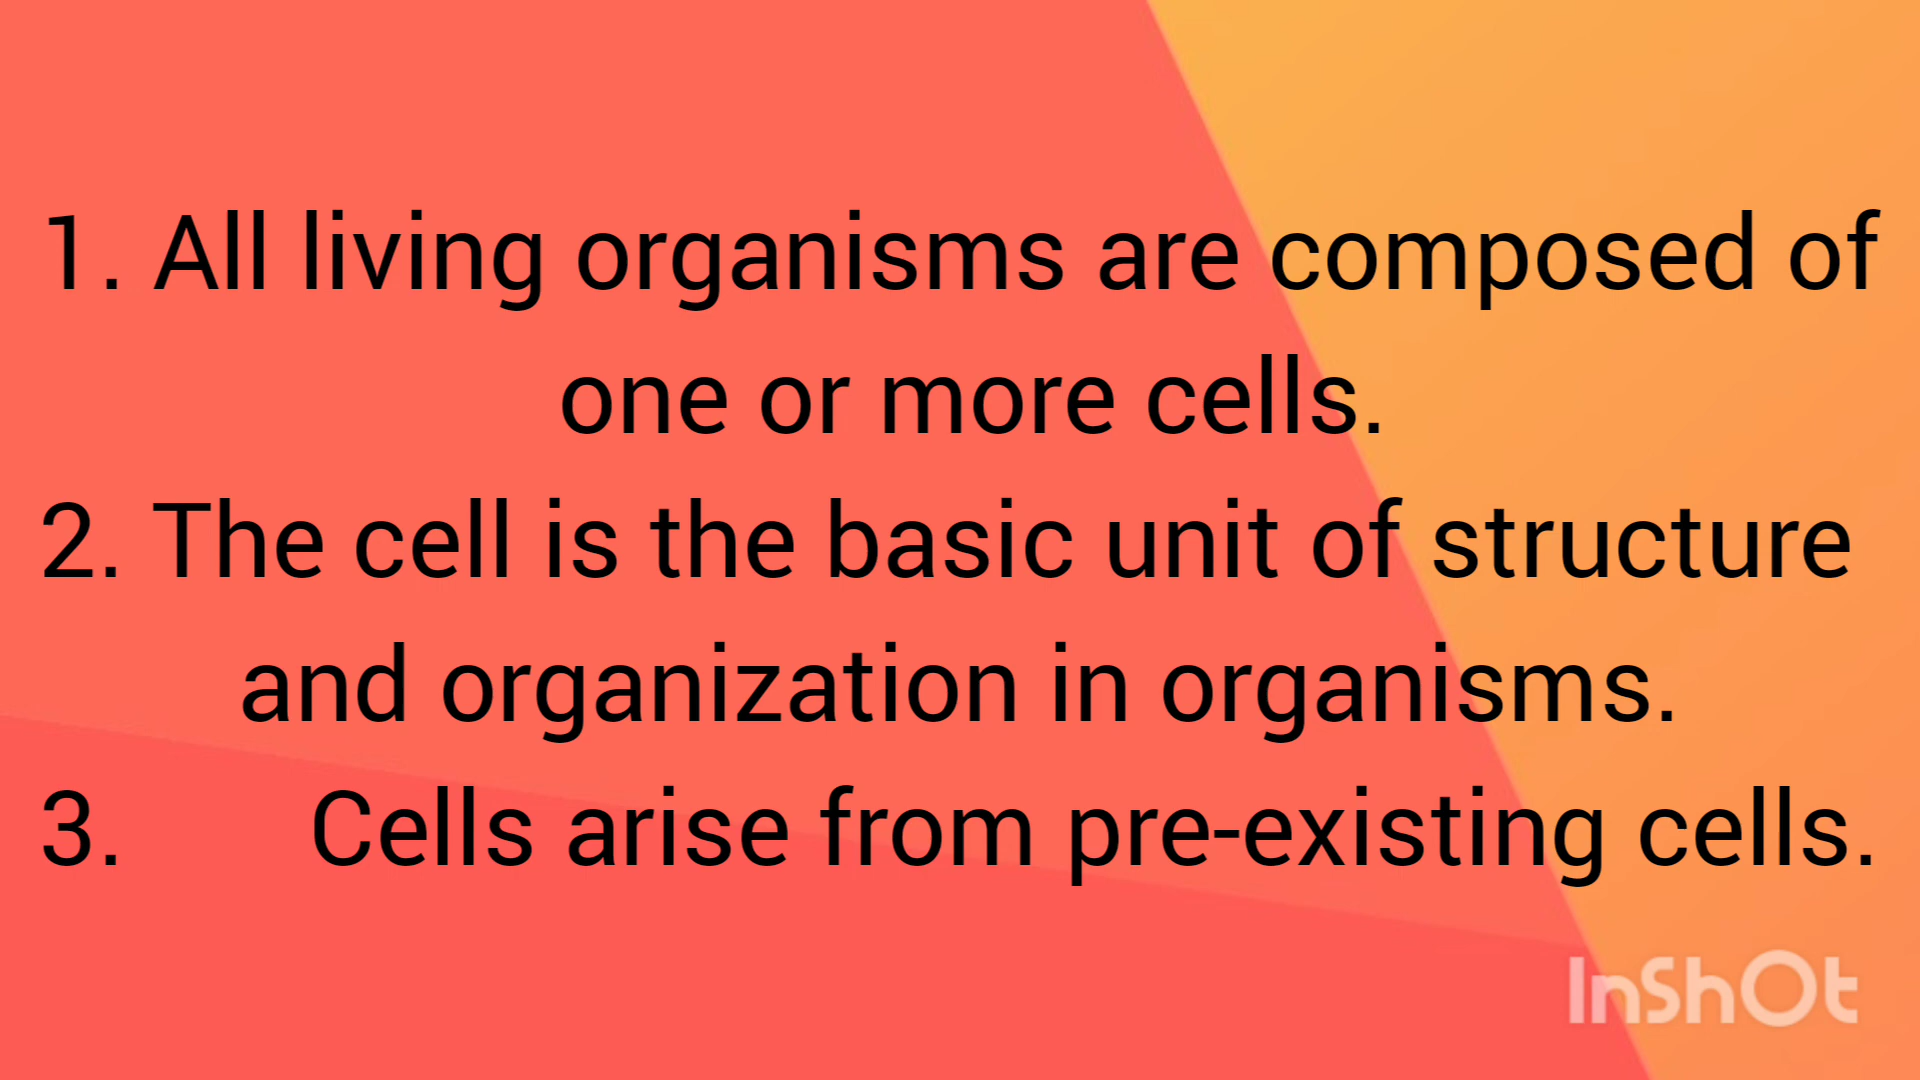 1. All living organisms are composed of
one or more cells.
2. The cell is the basic unit of structure
and organization in organisms.
3. Cells arise from pre-existing cells.
InShOt